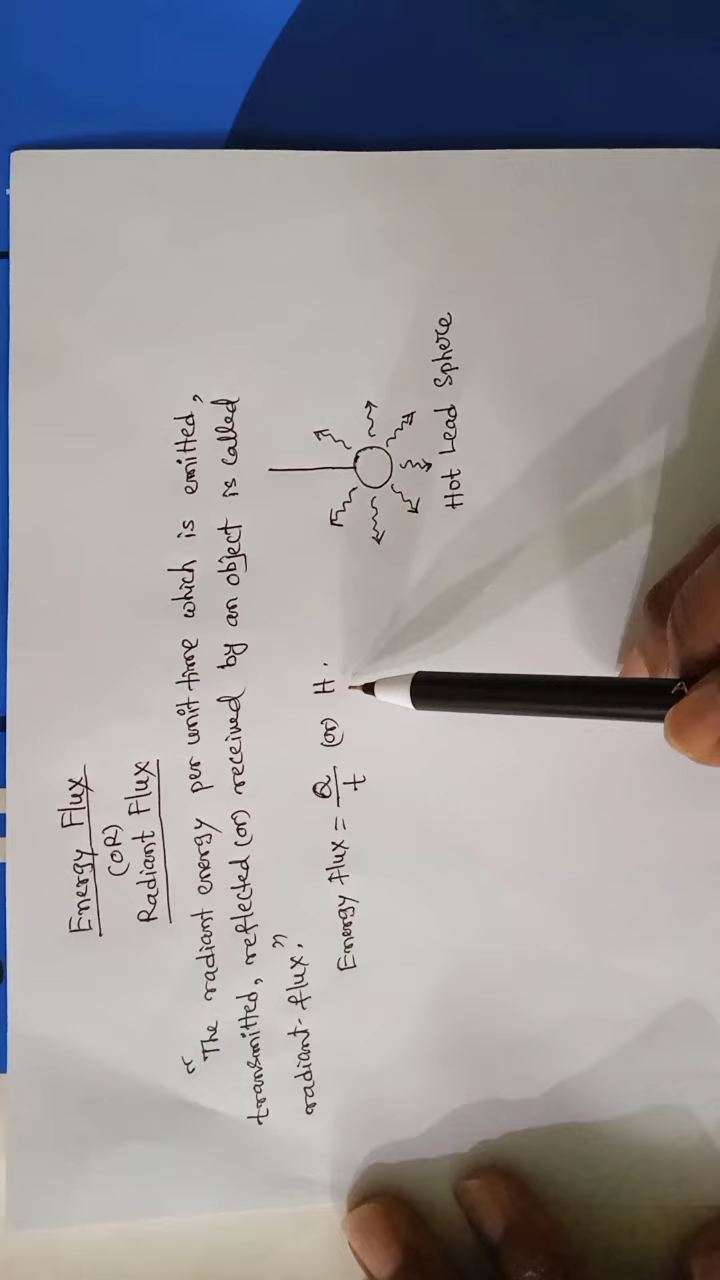 Energy Flux
(OR)
Radiant Flux
"The radiant energy per unit time which is emitted,
transmitted, reflected (or) received by an object is called
radiant-flux."
Energy flux = Q/t (or) H.
Hot Lead Sphere